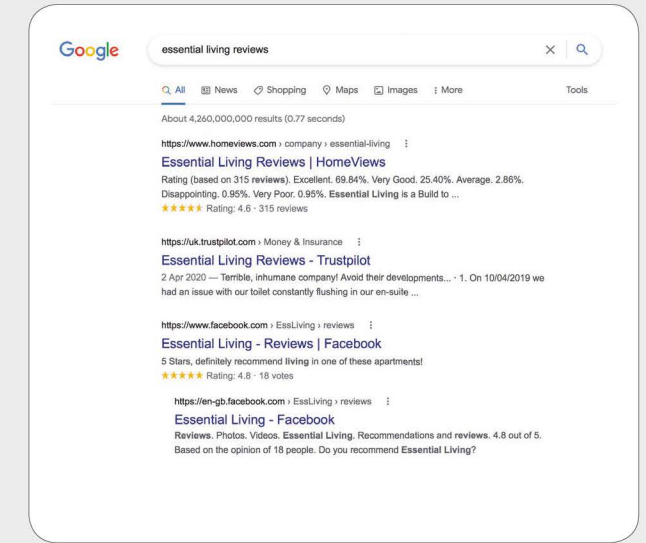 Google
essential living reviews
All News Shopping Maps Images More Tools
About 4,260,000,000 results (0.77 seconds)
https://www.homeviews.com › company › essential-living
Essential Living Reviews | HomeViews
Rating (based on 315 reviews). Excellent. 69.84%. Very Good. 25.40%. Average. 2.86%.
Disappointing. 0.95%. Very Poor. 0.95%. Essential Living is a Build to ...
Rating: 4.6 · 315 reviews
https://uk.trustpilot.com › Money & Insurance
Essential Living Reviews - Trustpilot
2 Apr 2020 — Terrible, inhumane company! Avoid their developments... · 1. On 10/04/2019 we
had an issue with our toilet constantly flushing in our en-suite ...
https://www.facebook.com › EssLiving › reviews
Essential Living - Reviews | Facebook
5 Stars, definitely recommend living in one of these apartments!
Rating: 4.8 · 18 votes
https://en-gb.facebook.com › EssLiving › reviews
Essential Living - Facebook
Reviews. Photos. Videos. Essential Living. Recommendations and reviews. 4.8 out of 5.
Based on the opinion of 18 people. Do you recommend Essential Living?